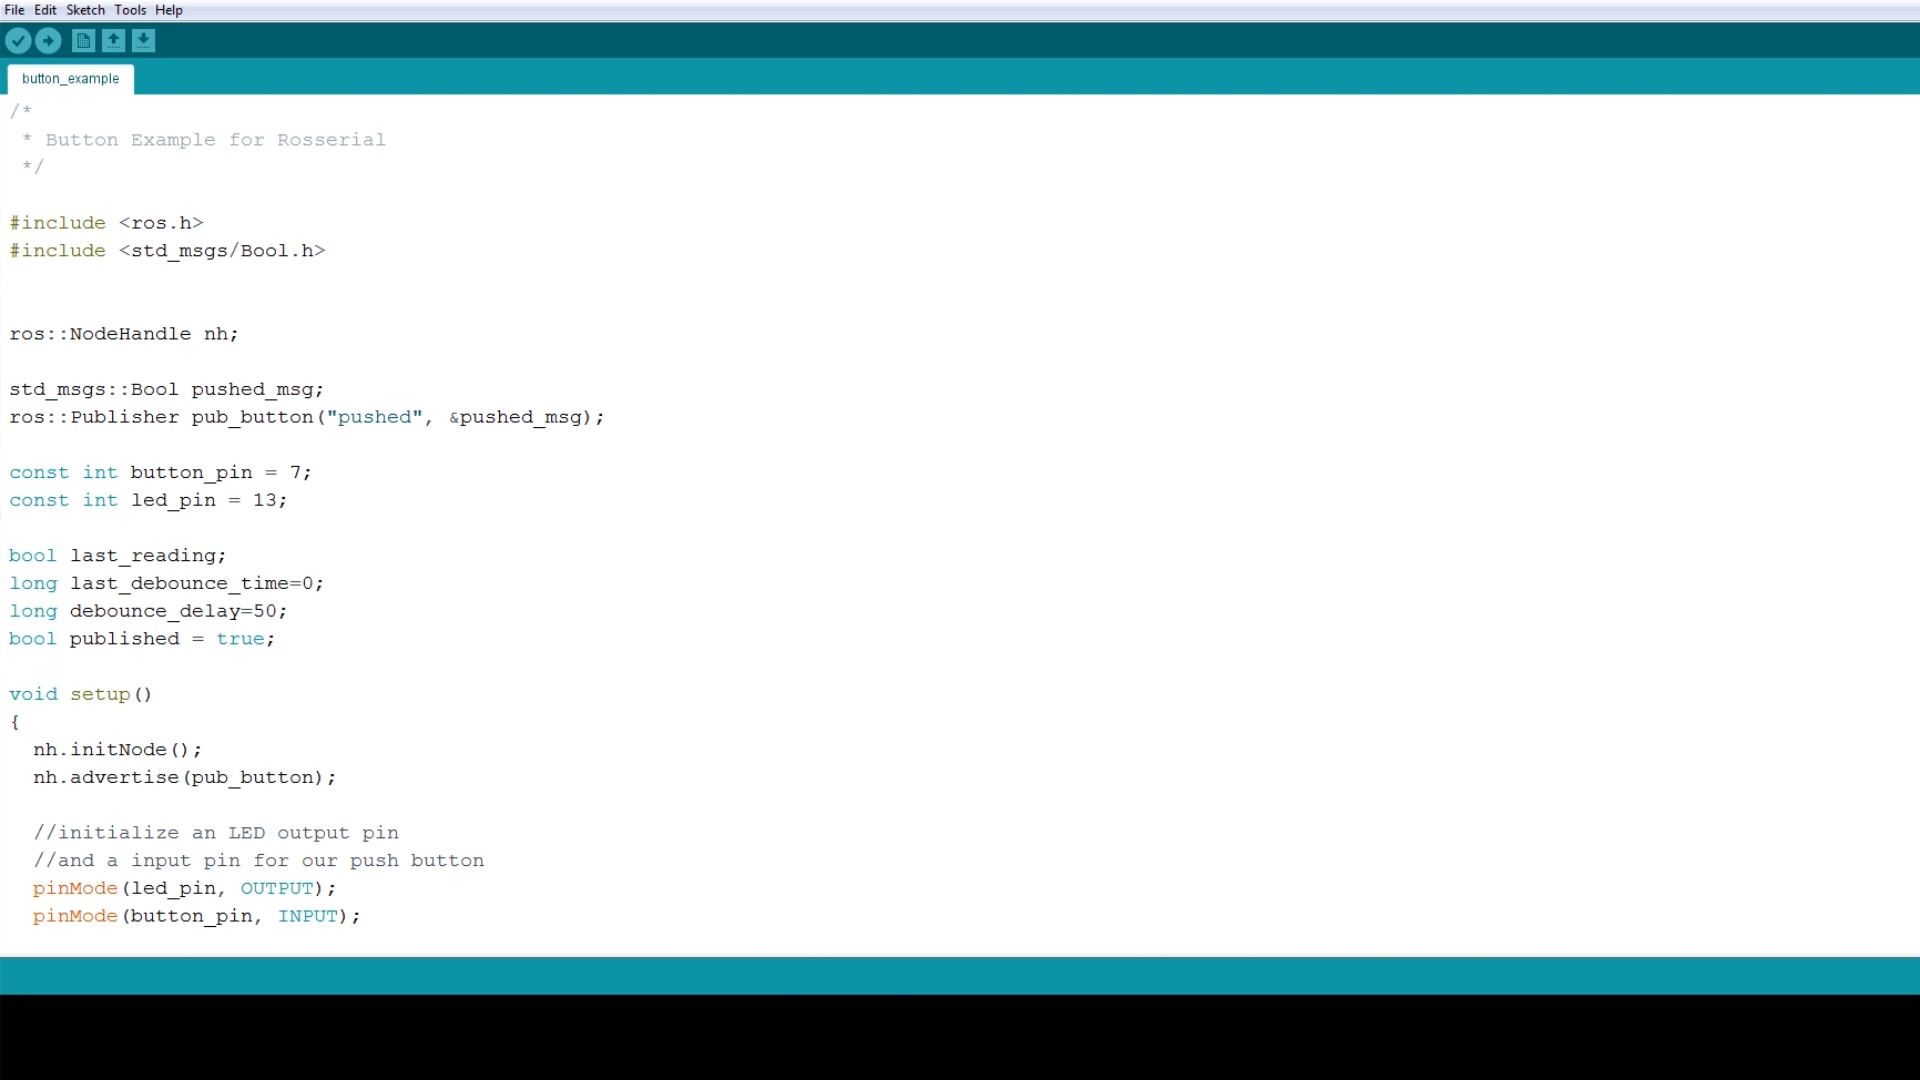 File Edit Sketch Tools Help
button_example
/*
 * Button Example for Rosserial
 */
#include <ros.h>
#include <std_msgs/Bool.h>
ros::NodeHandle nh;
std_msgs::Bool pushed_msg;
ros::Publisher pub_button("pushed", &pushed_msg);
const int button_pin = 7;
const int led_pin = 13;
bool last_reading;
long last_debounce_time=0;
long debounce_delay=50;
bool published = true;
void setup()
{
  nh.initNode();
  nh.advertise(pub_button);
  //initialize an LED output pin
  //and a input pin for our push button
  pinMode(led_pin, OUTPUT);
  pinMode(button_pin, INPUT);